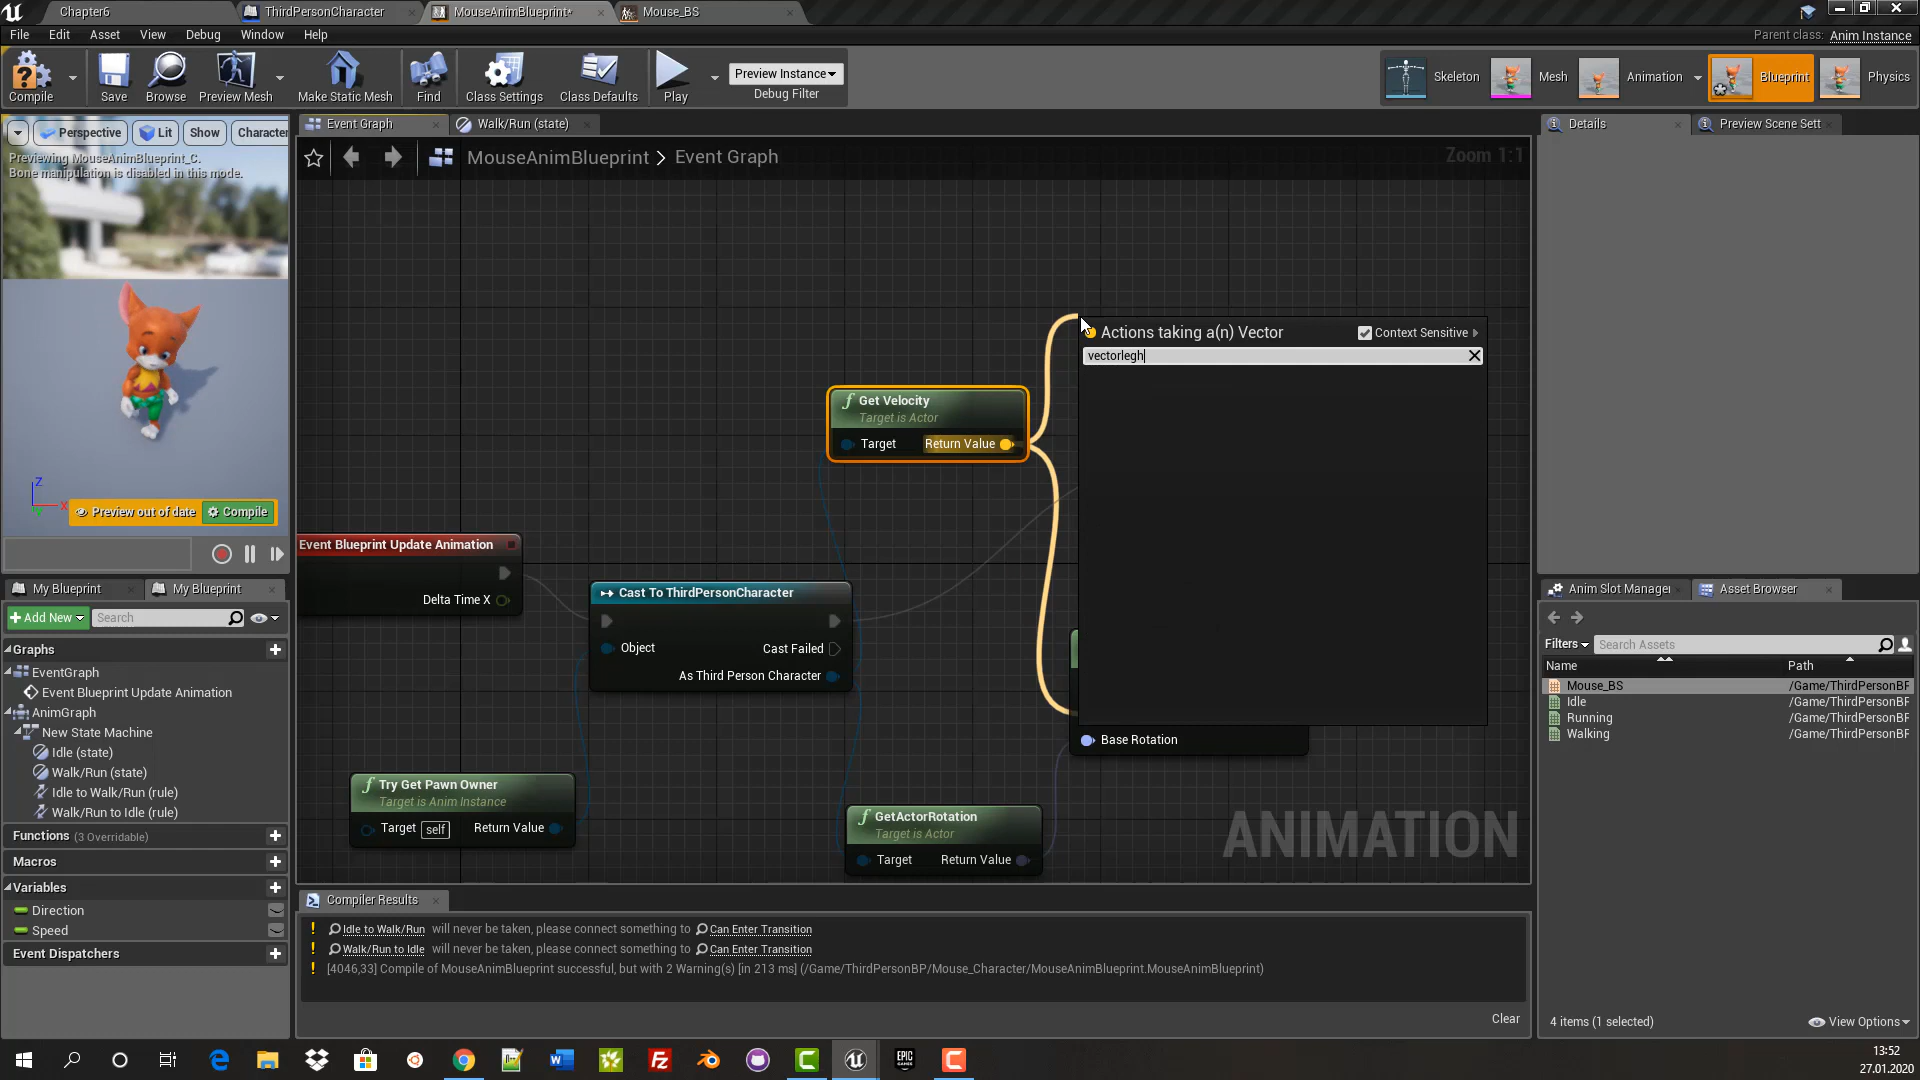 Chapter6
ThirdPersonCharacter
MouseAnimBlueprint*
Mouse_BS
File Edit Asset View Debug Window Help
Parent class: Anim Instance
Compile
Save
Browse
Preview Mesh
Make Static Mesh
Find
Class Settings
Class Defaults
Play
Preview Instance
Debug Filter
Skeleton
Mesh
Animation
Blueprint
Physics
Perspective Lit Show Character
Previewing MouseAnimBlueprint_C.
Bone manipulation is disabled in this mode.
Z
X
Preview out of date
Compile
Event Graph
Walk/Run (state)
MouseAnimBlueprint > Event Graph
Zoom 1:1
Get Velocity
Target is Actor
Target Return Value
Actions taking a(n) Vector
Context Sensitive
vectorlegh
Event Blueprint Update Animation
Delta Time X
Cast To ThirdPersonCharacter
Object Cast Failed
As Third Person Character
Base Rotation
Try Get Pawn Owner
Target is Anim Instance
Target self Return Value
GetActorRotation
Target is Actor
Target Return Value
ANIMATION
My Blueprint
My Blueprint
Add New
Search
Graphs
EventGraph
Event Blueprint Update Animation
AnimGraph
New State Machine
Idle (state)
Walk/Run (state)
Idle to Walk/Run (rule)
Walk/Run to Idle (rule)
Functions (3 Overridable)
Macros
Variables
Direction
Speed
Event Dispatchers
Compiler Results
! Idle to Walk/Run will never be taken, please connect something to Can Enter Transition
! Walk/Run to Idle will never be taken, please connect something to Can Enter Transition
! [4046,33] Compile of MouseAnimBlueprint successful, but with 2 Warning(s) [in 213 ms] (/Game/ThirdPersonBP/Mouse_Character/MouseAnimBlueprint.MouseAnimBlueprint)
Clear
Details
Preview Scene Sett
Anim Slot Manager
Asset Browser
Filters
Search Assets
Name Path
Mouse_BS /Game/ThirdPersonBP
Idle /Game/ThirdPersonBP
Running /Game/ThirdPersonBP
Walking /Game/ThirdPersonBP
4 items (1 selected)
View Options
13:52
27.01.2020